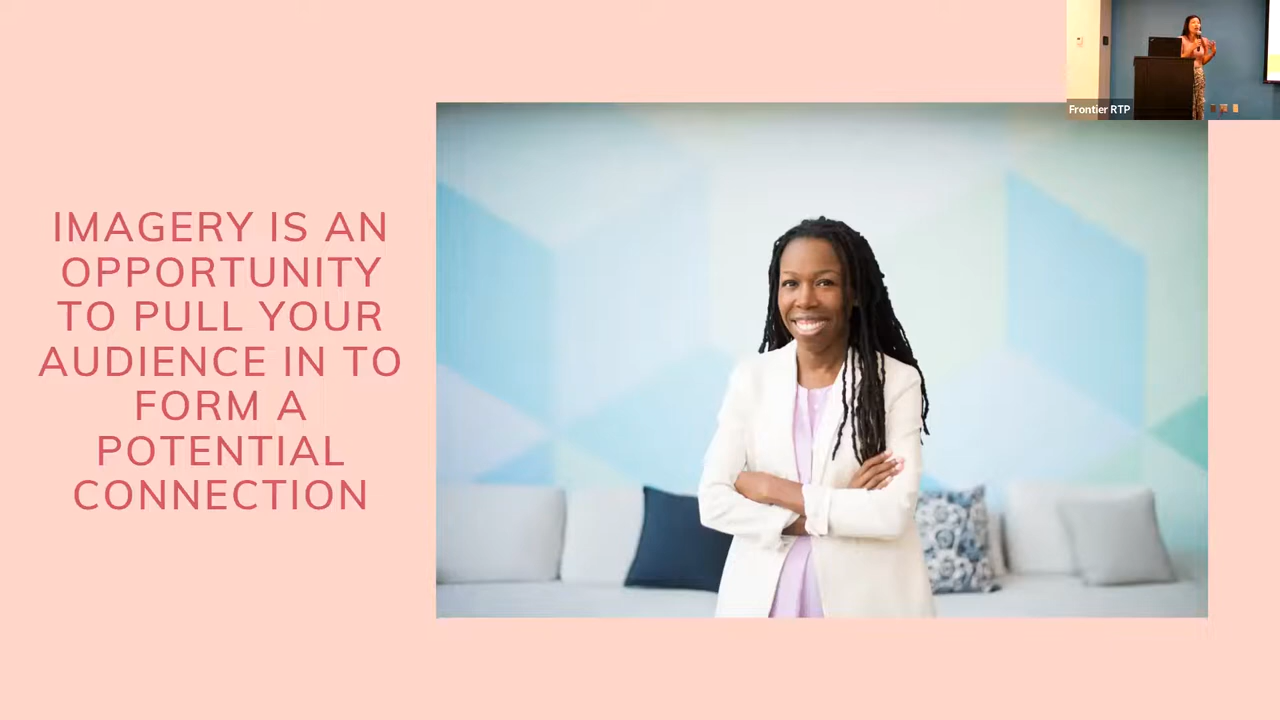 IMAGERY IS AN
OPPORTUNITY
TO PULL YOUR
AUDIENCE IN TO
FORM A
POTENTIAL
CONNECTION
Frontier RTP